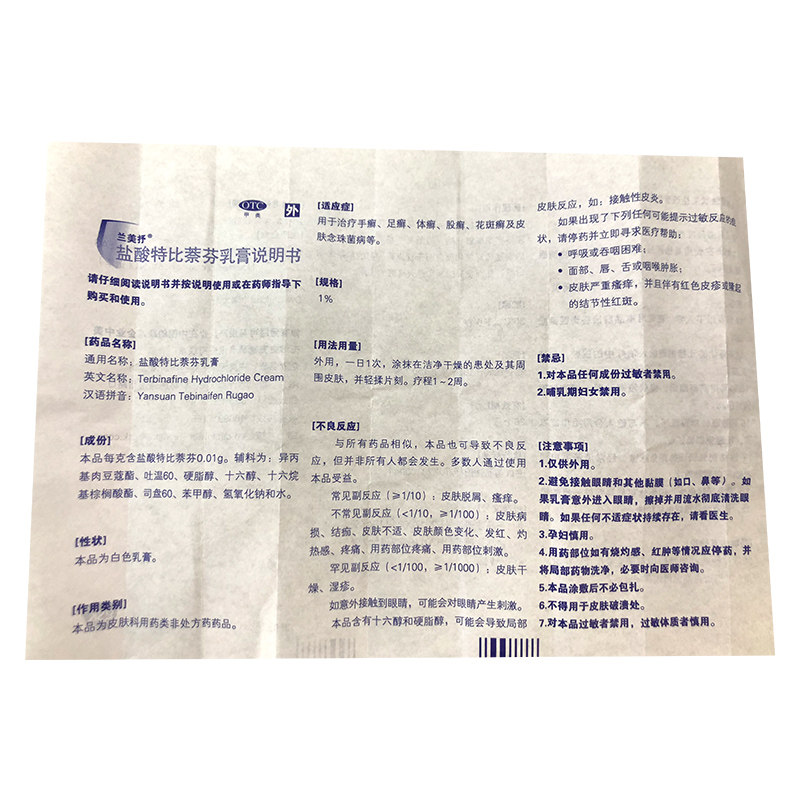 OTC
甲类
外
兰美抒®
盐酸特比萘芬乳膏说明书
请仔细阅读说明书并按说明使用或在药师指导下
购买和使用。
[药品名称]
通用名称：盐酸特比萘芬乳膏
英文名称：Terbinafine Hydrochloride Cream
汉语拼音：Yansuan Tebinaifen Rugao
[成份]
本品每克含盐酸特比萘芬0.01g。辅料为：异丙
基肉豆蔻酯、吐温60、硬脂醇、十六醇、十六烷
基棕榈酸酯、司盘60、苯甲醇、氢氧化钠和水。
[性状]
本品为白色乳膏。
[作用类别]
本品为皮肤科用药类非处方药药品。
[适应症]
用于治疗手癣、足癣、体癣、股癣、花斑癣及皮
肤念珠菌病等。
[规格]
1%
[用法用量]
外用，一日1次，涂抹在洁净干燥的患处及其周
围皮肤，并轻揉片刻。疗程1~2周。
[不良反应]
与所有药品相似，本品也可导致不良反
应，但并非所有人都会发生。多数人通过使用
本品受益。
常见副反应（≥1/10）：皮肤脱屑、瘙痒。
不常见副反应（<1/10，≥1/100）：皮肤病
损、结痂、皮肤不适、皮肤颜色变化、发红、灼
热感、疼痛、用药部位疼痛、用药部位刺激。
罕见副反应（<1/100，≥1/1000）：皮肤干
燥、湿疹。
如意外接触到眼睛，可能会对眼睛产生刺激。
本品含有十六醇和硬脂醇，可能会导致局部
皮肤反应，如：接触性皮炎。
如果出现了下列任何可能提示过敏反应的症
状，请停药并立即寻求医疗帮助：
• 呼吸或吞咽困难；
• 面部、唇、舌或咽喉肿胀；
• 皮肤严重瘙痒，并且伴有红色皮疹或隆起
的结节性红斑。
[禁忌]
1.对本品任何成份过敏者禁用。
2.哺乳期妇女禁用。
[注意事项]
1.仅供外用。
2.避免接触眼睛和其他黏膜（如口、鼻等）。如
果乳膏意外进入眼睛，擦掉并用流水彻底清洗眼
睛。如果任何不适症状持续存在，请看医生。
3.孕妇慎用。
4.用药部位如有烧灼感、红肿等情况应停药，并
将局部药物洗净，必要时向医师咨询。
5.本品涂敷后不必包扎。
6.不得用于皮肤破溃处。
7.对本品过敏者禁用，过敏体质者慎用。